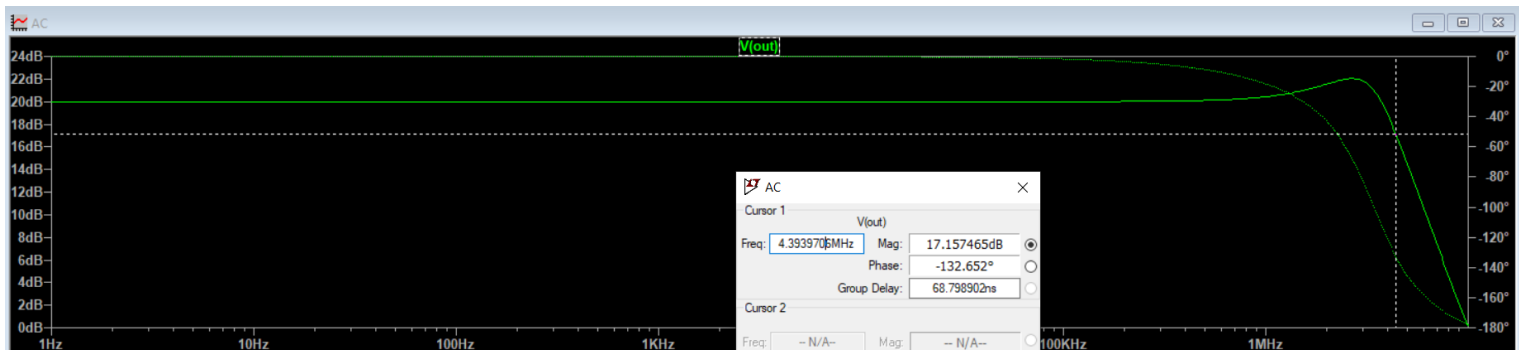 AC
V(out)
24dB
22dB
20dB
18dB
16dB
14dB
12dB
10dB
8dB
6dB
4dB
2dB
0dB
0°
-20°
-40°
-60°
-80°
-100°
-120°
-140°
-160°
-180°
1Hz 10Hz 100Hz 1KHz 100KHz 1MHz
AC
Cursor 1
V(out)
Freq: 4.3939706MHz Mag: 17.157465dB
Phase: -132.652°
Group Delay: 68.798902ns
Cursor 2
Freq: -- N/A-- Mag: -- N/A--